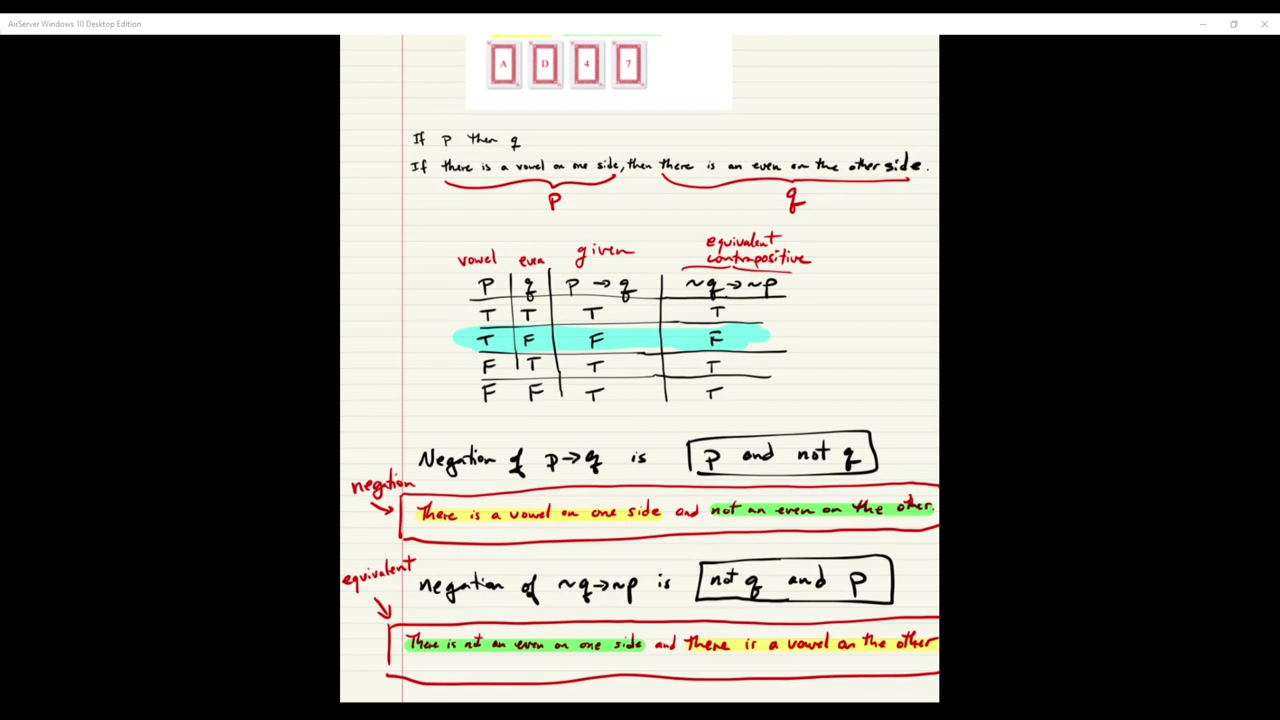 AirServer Windows 10 Desktop Edition
A D 4 7
If p then q
If there is a vowel on one side, then there is an even on the other side.
p q
equivalent
vowel even given contrapositive
p q p → q ~q → ~p
T T T T
T F F F
F T T T
F F T T
Negation of p→q is p and not q
negation
There is a vowel on one side and not an even on the other.
equivalent
negation of ~q→~p is not q and p
There is not an even on one side and there is a vowel on the other